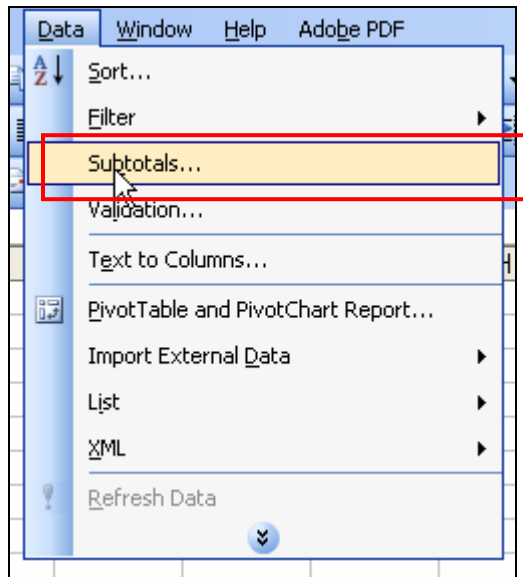 Data Window Help Adobe PDF
Sort...
Filter
Subtotals...
Validation...
Text to Columns...
H
PivotTable and PivotChart Report...
Import External Data
List
XML
Refresh Data